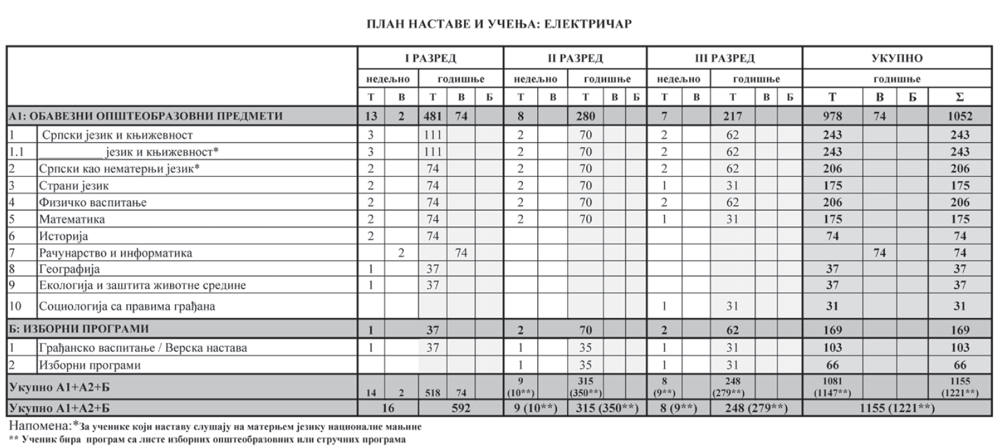 ПЛАН НАСТАВЕ И УЧЕЊА: ЕЛЕКТРИЧАР
I РАЗРЕД II РАЗРЕД III РАЗРЕД УКУПНО
недељно годишње недељно годишње недељно годишње годишње
Т В Т В Б Т В Т В Б Т В Т В Б Т В Б Σ
А1: ОБАВЕЗНИ ОПШТЕОБРАЗОВНИ ПРЕДМЕТИ 13 2 481 74 8 280 7 217 978 74 1052
1 Српски језик и књижевност 3 111 2 70 2 62 243 243
1.1 __________ језик и књижевност* 3 111 2 70 2 62 243 243
2 Српски као нематерњи језик* 2 74 2 70 2 62 206 206
3 Страни језик 2 74 2 70 1 31 175 175
4 Физичко васпитање 2 74 2 70 2 62 206 206
5 Математика 2 74 2 70 1 31 175 175
6 Историја 2 74 74 74
7 Рачунарство и информатика 2 74 74 74
8 Географија 1 37 37 37
9 Екологија и заштита животне средине 1 37 37 37
10 Социологија са правима грађана 1 31 31 31
Б: ИЗБОРНИ ПРОГРАМИ 1 37 2 70 2 62 169 169
1 Грађанско васпитање / Верска настава 1 37 1 35 1 31 103 103
2 Изборни програми 1 35 1 31 66 66
Укупно А1+А2+Б 14 2 518 74 9 (10**) 315 (350**) 8 (9**) 248 (279**) 1081 (1147**) 1155 (1221**)
Укупно А1+А2+Б 16 592 9 (10**) 315 (350**) 8 (9**) 248 (279**) 1155 (1221**)
Напомена:*За ученике који наставу слушају на матерњем језику националне мањине
** Ученик бира програм са листе изборних општеобразовних или стручних програма